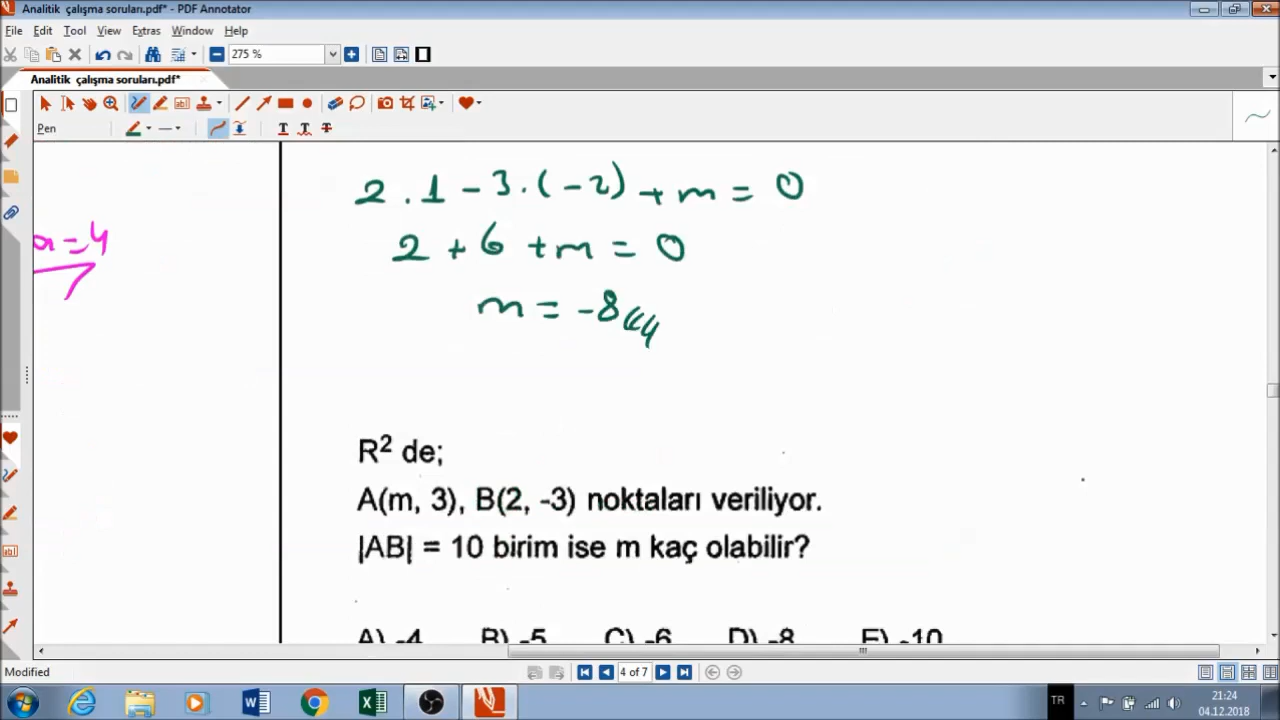 Analitik çalışma soruları.pdf* - PDF Annotator
File Edit Tool View Extras Window Help
275 %
Analitik çalışma soruları.pdf*
Pen
a = 4
2 . 1 - 3 . (-2) + m = 0
2 + 6 + m = 0
m = -8
R² de;
A(m, 3), B(2, -3) noktaları veriliyor.
|AB| = 10 birim ise m kaç olabilir?
A) -4 B) -5 C) -6 D) -8 E) -10
Modified
4 of 7
TR
21:24
04.12.2018